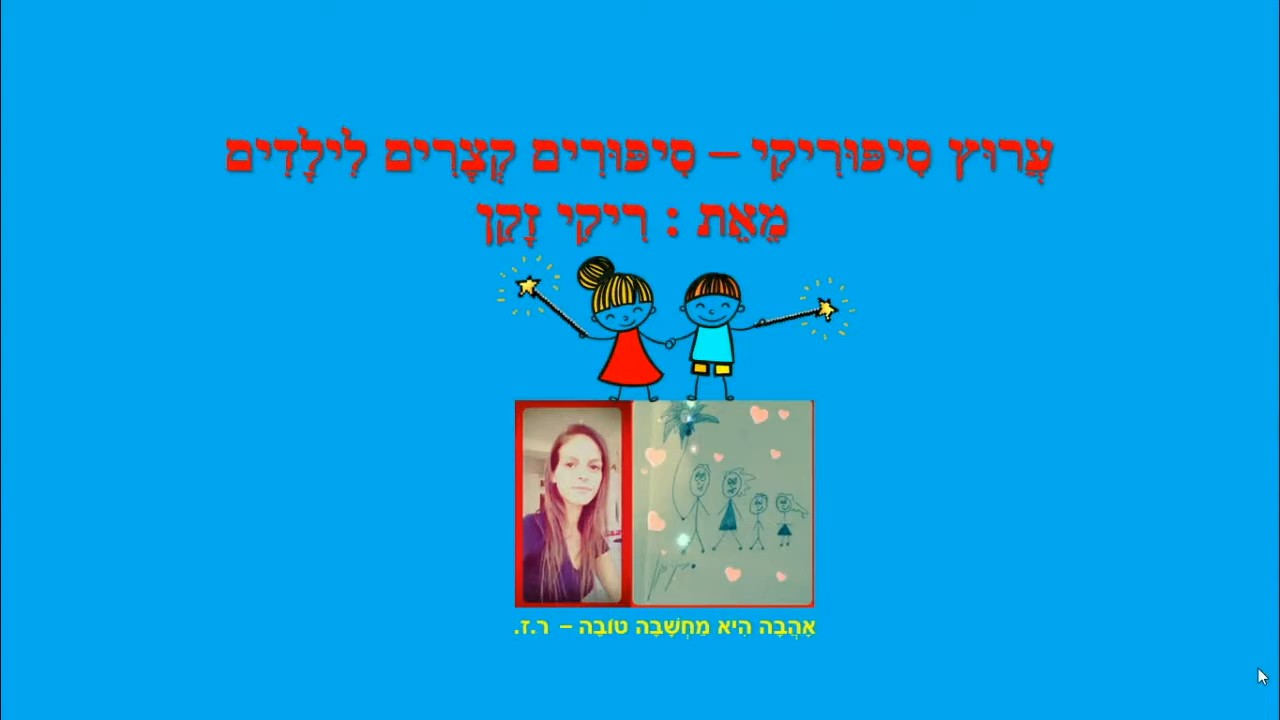 עֲרוּץ סִיפּוּרִיקִי – סִיפּוּרִים קְצָרִים לִילָדִים
מֵאֵת : רִיקִי זָקֵן
אַהֲבָה הִיא מַחְשָׁבָה טוֹבָה – ר.ז.